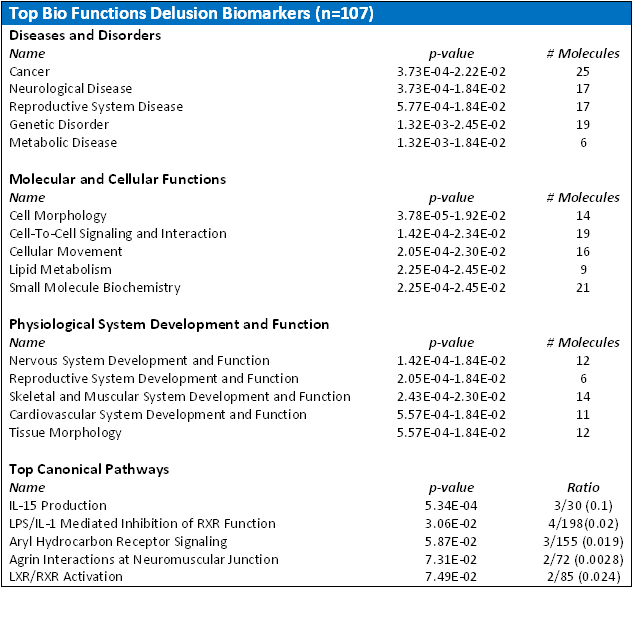 Top Bio Functions Delusion Biomarkers (n=107)
Diseases and Disorders
Name p-value # Molecules
Cancer 3.73E-04-2.22E-02 25
Neurological Disease 3.73E-04-1.84E-02 17
Reproductive System Disease 5.77E-04-1.84E-02 17
Genetic Disorder 1.32E-03-2.45E-02 19
Metabolic Disease 1.32E-03-1.84E-02 6
Molecular and Cellular Functions
Name p-value # Molecules
Cell Morphology 3.78E-05-1.92E-02 14
Cell-To-Cell Signaling and Interaction 1.42E-04-2.34E-02 19
Cellular Movement 2.05E-04-2.30E-02 16
Lipid Metabolism 2.25E-04-2.45E-02 9
Small Molecule Biochemistry 2.25E-04-2.45E-02 21
Physiological System Development and Function
Name p-value # Molecules
Nervous System Development and Function 1.42E-04-1.84E-02 12
Reproductive System Development and Function 2.05E-04-1.84E-02 6
Skeletal and Muscular System Development and Function 2.43E-04-2.30E-02 14
Cardiovascular System Development and Function 5.57E-04-1.84E-02 11
Tissue Morphology 5.57E-04-1.84E-02 12
Top Canonical Pathways
Name p-value Ratio
IL-15 Production 5.34E-04 3/30 (0.1)
LPS/IL-1 Mediated Inhibition of RXR Function 3.06E-02 4/198(0.02)
Aryl Hydrocarbon Receptor Signaling 5.87E-02 3/155 (0.019)
Agrin Interactions at Neuromuscular Junction 7.31E-02 2/72 (0.0028)
LXR/RXR Activation 7.49E-02 2/85 (0.024)